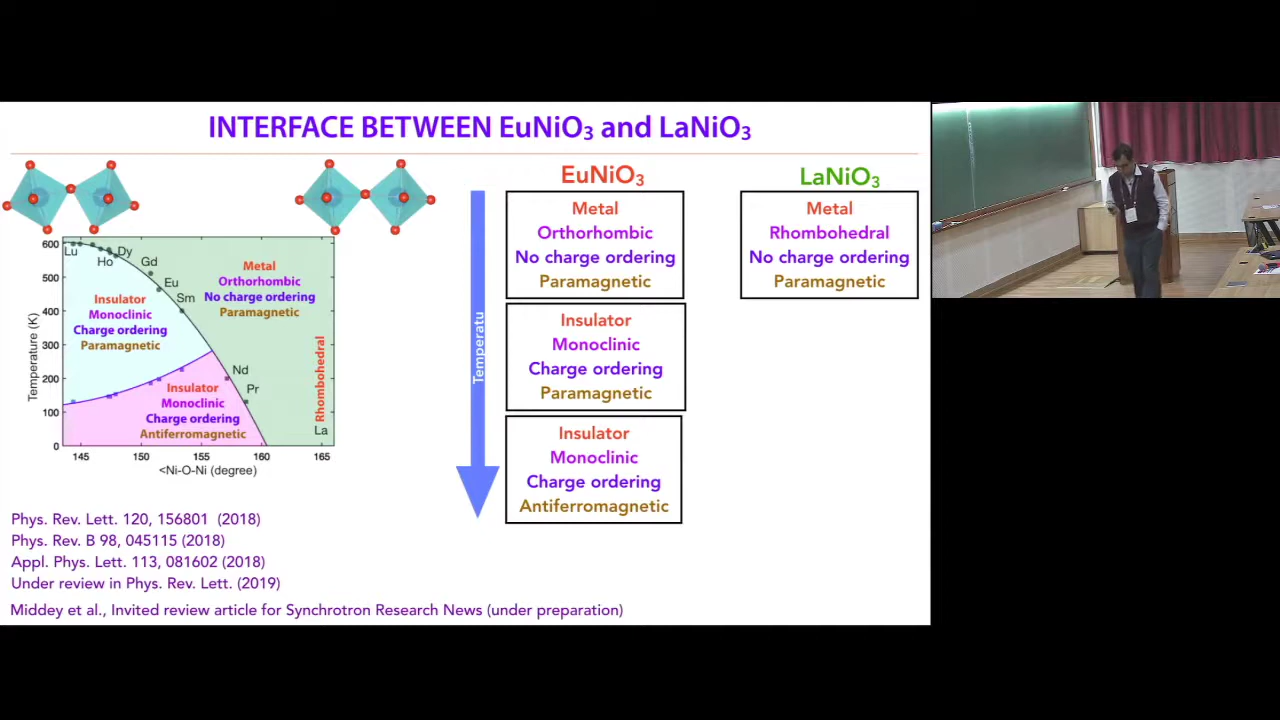 INTERFACE BETWEEN EuNiO3 and LaNiO3
EuNiO3
LaNiO3
Metal
Orthorhombic
No charge ordering
Paramagnetic
Metal
Rhombohedral
No charge ordering
Paramagnetic
Insulator
Monoclinic
Charge ordering
Paramagnetic
Insulator
Monoclinic
Charge ordering
Antiferromagnetic
Temperatu
600
500
400
300
200
100
0
Temperature (K)
145
150
155
160
165
<Ni-O-Ni (degree)
Lu
Ho
Dy
Gd
Eu
Sm
Nd
Pr
La
Metal
Orthorhombic
No charge ordering
Paramagnetic
Insulator
Monoclinic
Charge ordering
Paramagnetic
Insulator
Monoclinic
Charge ordering
Antiferromagnetic
Rhombohedral
Phys. Rev. Lett. 120, 156801 (2018)
Phys. Rev. B 98, 045115 (2018)
Appl. Phys. Lett. 113, 081602 (2018)
Under review in Phys. Rev. Lett. (2019)
Middey et al., Invited review article for Synchrotron Research News (under preparation)